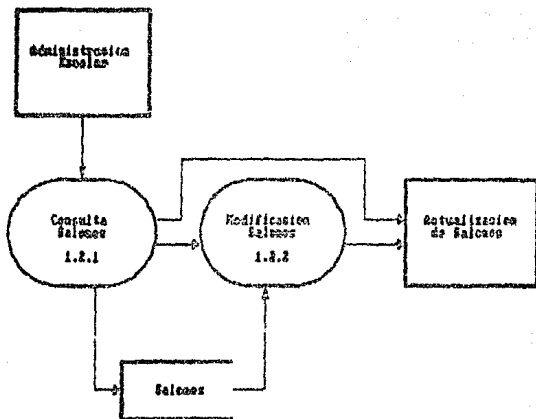 Administracion
Escolar
Consulta
Salones
1.2.1
Modificacion
Salones
1.2.2
Actualizacion
de Salones
Salones